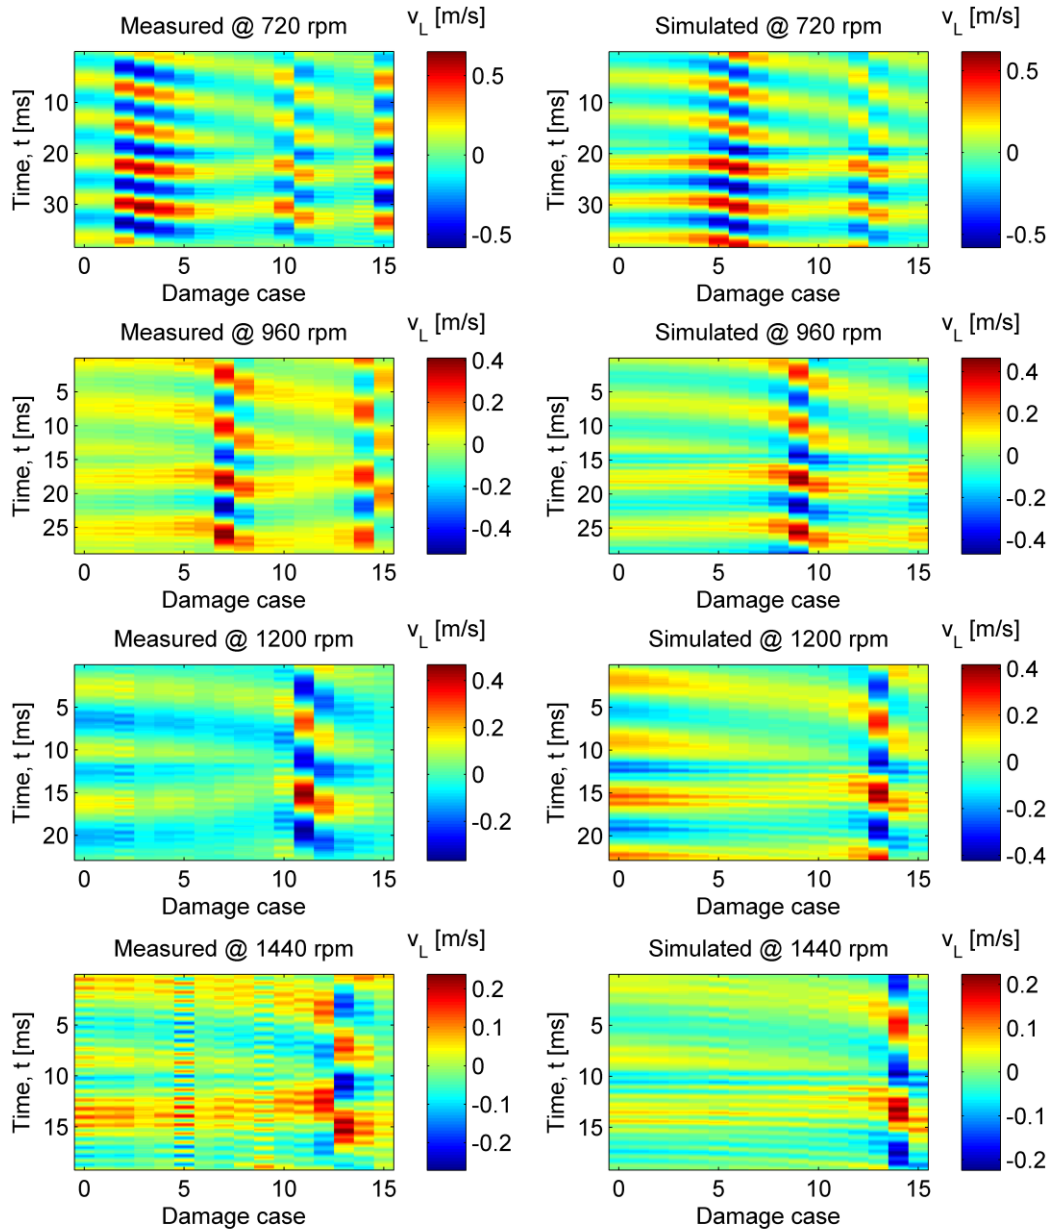 Measured @ 720 rpm
v_L [m/s]
Simulated @ 720 rpm
v_L [m/s]
Time, t [ms]
10
20
30
0 5 10 15
Damage case
0.5
0
-0.5
Time, t [ms]
10
20
30
0 5 10 15
Damage case
0.5
0
-0.5
Measured @ 960 rpm
v_L [m/s]
Simulated @ 960 rpm
v_L [m/s]
Time, t [ms]
5
10
15
20
25
0 5 10 15
Damage case
0.4
0.2
0
-0.2
-0.4
Time, t [ms]
5
10
15
20
25
0 5 10 15
Damage case
0.4
0.2
0
-0.2
-0.4
Measured @ 1200 rpm
v_L [m/s]
Simulated @ 1200 rpm
v_L [m/s]
Time, t [ms]
5
10
15
20
0 5 10 15
Damage case
0.4
0.2
0
-0.2
Time, t [ms]
5
10
15
20
0 5 10 15
Damage case
0.4
0.2
0
-0.2
-0.4
Measured @ 1440 rpm
v_L [m/s]
Simulated @ 1440 rpm
v_L [m/s]
Time, t [ms]
5
10
15
0 5 10 15
Damage case
0.2
0.1
0
-0.1
-0.2
Time, t [ms]
5
10
15
0 5 10 15
Damage case
0.2
0.1
0
-0.1
-0.2